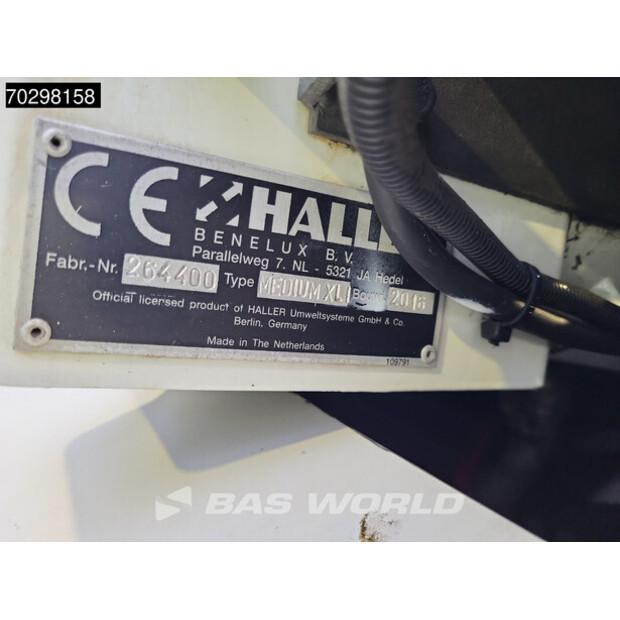 70298158
CE HALLE
BENELUX B.V.
Parallelweg 7. NL - 5321 JA Hedel
Fabr.-Nr. 264400 Type MEDIUM XL 2016
Official licensed product of HALLER Umweltsysteme GmbH & Co.
Berlin, Germany
Made in The Netherlands
109791
BAS WORLD